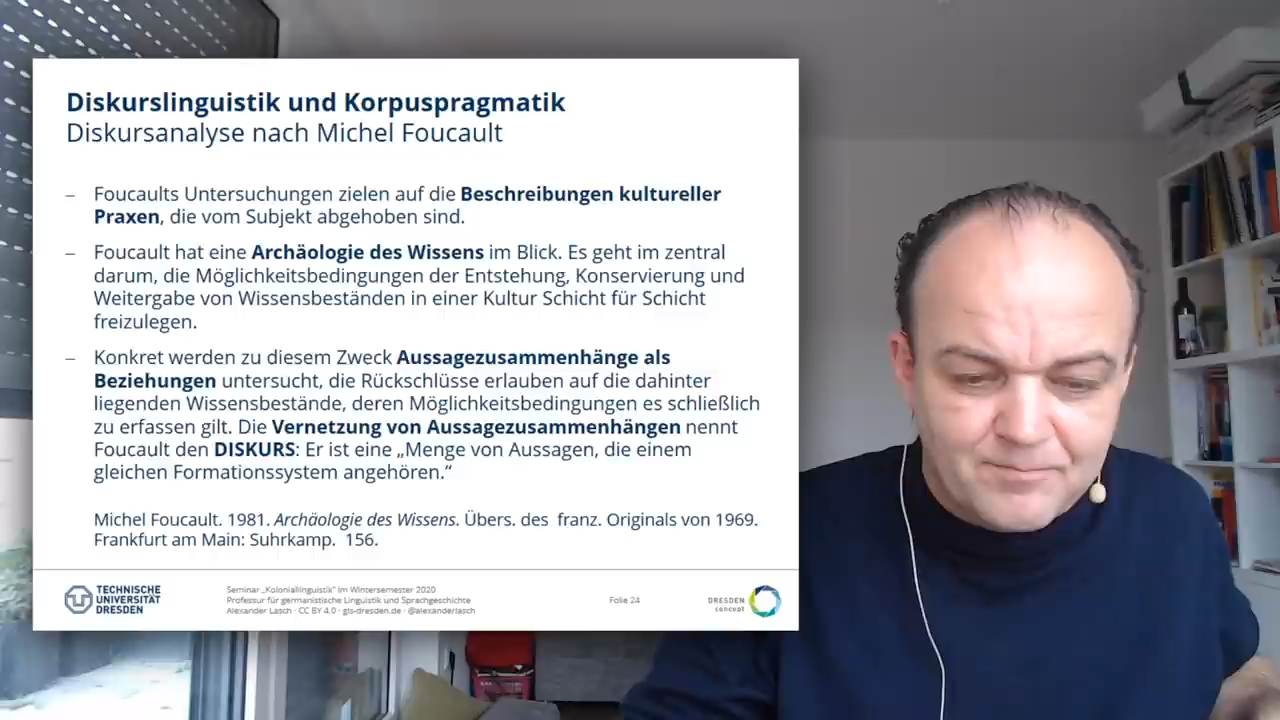 Diskurslinguistik und Korpuspragmatik
Diskursanalyse nach Michel Foucault
– Foucaults Untersuchungen zielen auf die Beschreibungen kultureller
Praxen, die vom Subjekt abgehoben sind.
– Foucault hat eine Archäologie des Wissens im Blick. Es geht im zentral
darum, die Möglichkeitsbedingungen der Entstehung, Konservierung und
Weitergabe von Wissensbeständen in einer Kultur Schicht für Schicht
freizulegen.
– Konkret werden zu diesem Zweck Aussagezusammenhänge als
Beziehungen untersucht, die Rückschlüsse erlauben auf die dahinter
liegenden Wissensbestände, deren Möglichkeitsbedingungen es schließlich
zu erfassen gilt. Die Vernetzung von Aussagezusammenhängen nennt
Foucault den DISKURS: Er ist eine „Menge von Aussagen, die einem
gleichen Formationssystem angehören.“
Michel Foucault. 1981. Archäologie des Wissens. Übers. des franz. Originals von 1969.
Frankfurt am Main: Suhrkamp. 156.
TECHNISCHE
UNIVERSITÄT
DRESDEN
Seminar „Koloniallinguistik“ im Wintersemester 2020
Professur für germanistische Linguistik und Sprachgeschichte
Alexander Lasch · CC BY 4.0 · gls-dresden.de · @alexanderlasch
Folie 24
DRESDEN
concept